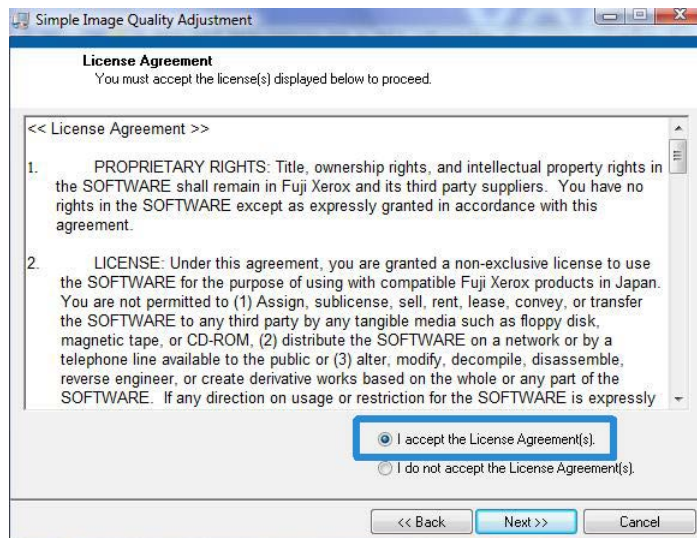 Simple Image Quality Adjustment
License Agreement
You must accept the license(s) displayed below to proceed.
<< License Agreement >>
1. PROPRIETARY RIGHTS: Title, ownership rights, and intellectual property rights in
the SOFTWARE shall remain in Fuji Xerox and its third party suppliers. You have no
rights in the SOFTWARE except as expressly granted in accordance with this
agreement.
2. LICENSE: Under this agreement, you are granted a non-exclusive license to use
the SOFTWARE for the purpose of using with compatible Fuji Xerox products in Japan.
You are not permitted to (1) Assign, sublicense, sell, rent, lease, convey, or transfer
the SOFTWARE to any third party by any tangible media such as floppy disk,
magnetic tape, or CD-ROM, (2) distribute the SOFTWARE on a network or by a
telephone line available to the public or (3) alter, modify, decompile, disassemble,
reverse engineer, or create derivative works based on the whole or any part of the
SOFTWARE. If any direction on usage or restriction for the SOFTWARE is expressly
I accept the License Agreement(s).
I do not accept the License Agreement(s).
<< Back Next >> Cancel